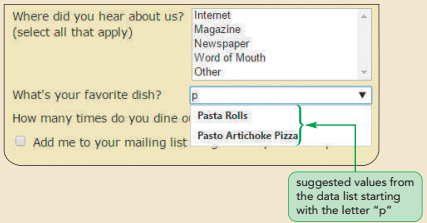 Where did you hear about us?
(select all that apply)
Internet
Magazine
Newspaper
Word of Mouth
Other
What's your favorite dish?
p
Pasta Rolls
Pasto Artichoke Pizza
How many times do you dine
Add me to your mailing list
suggested values from
the data list starting
with the letter “p”